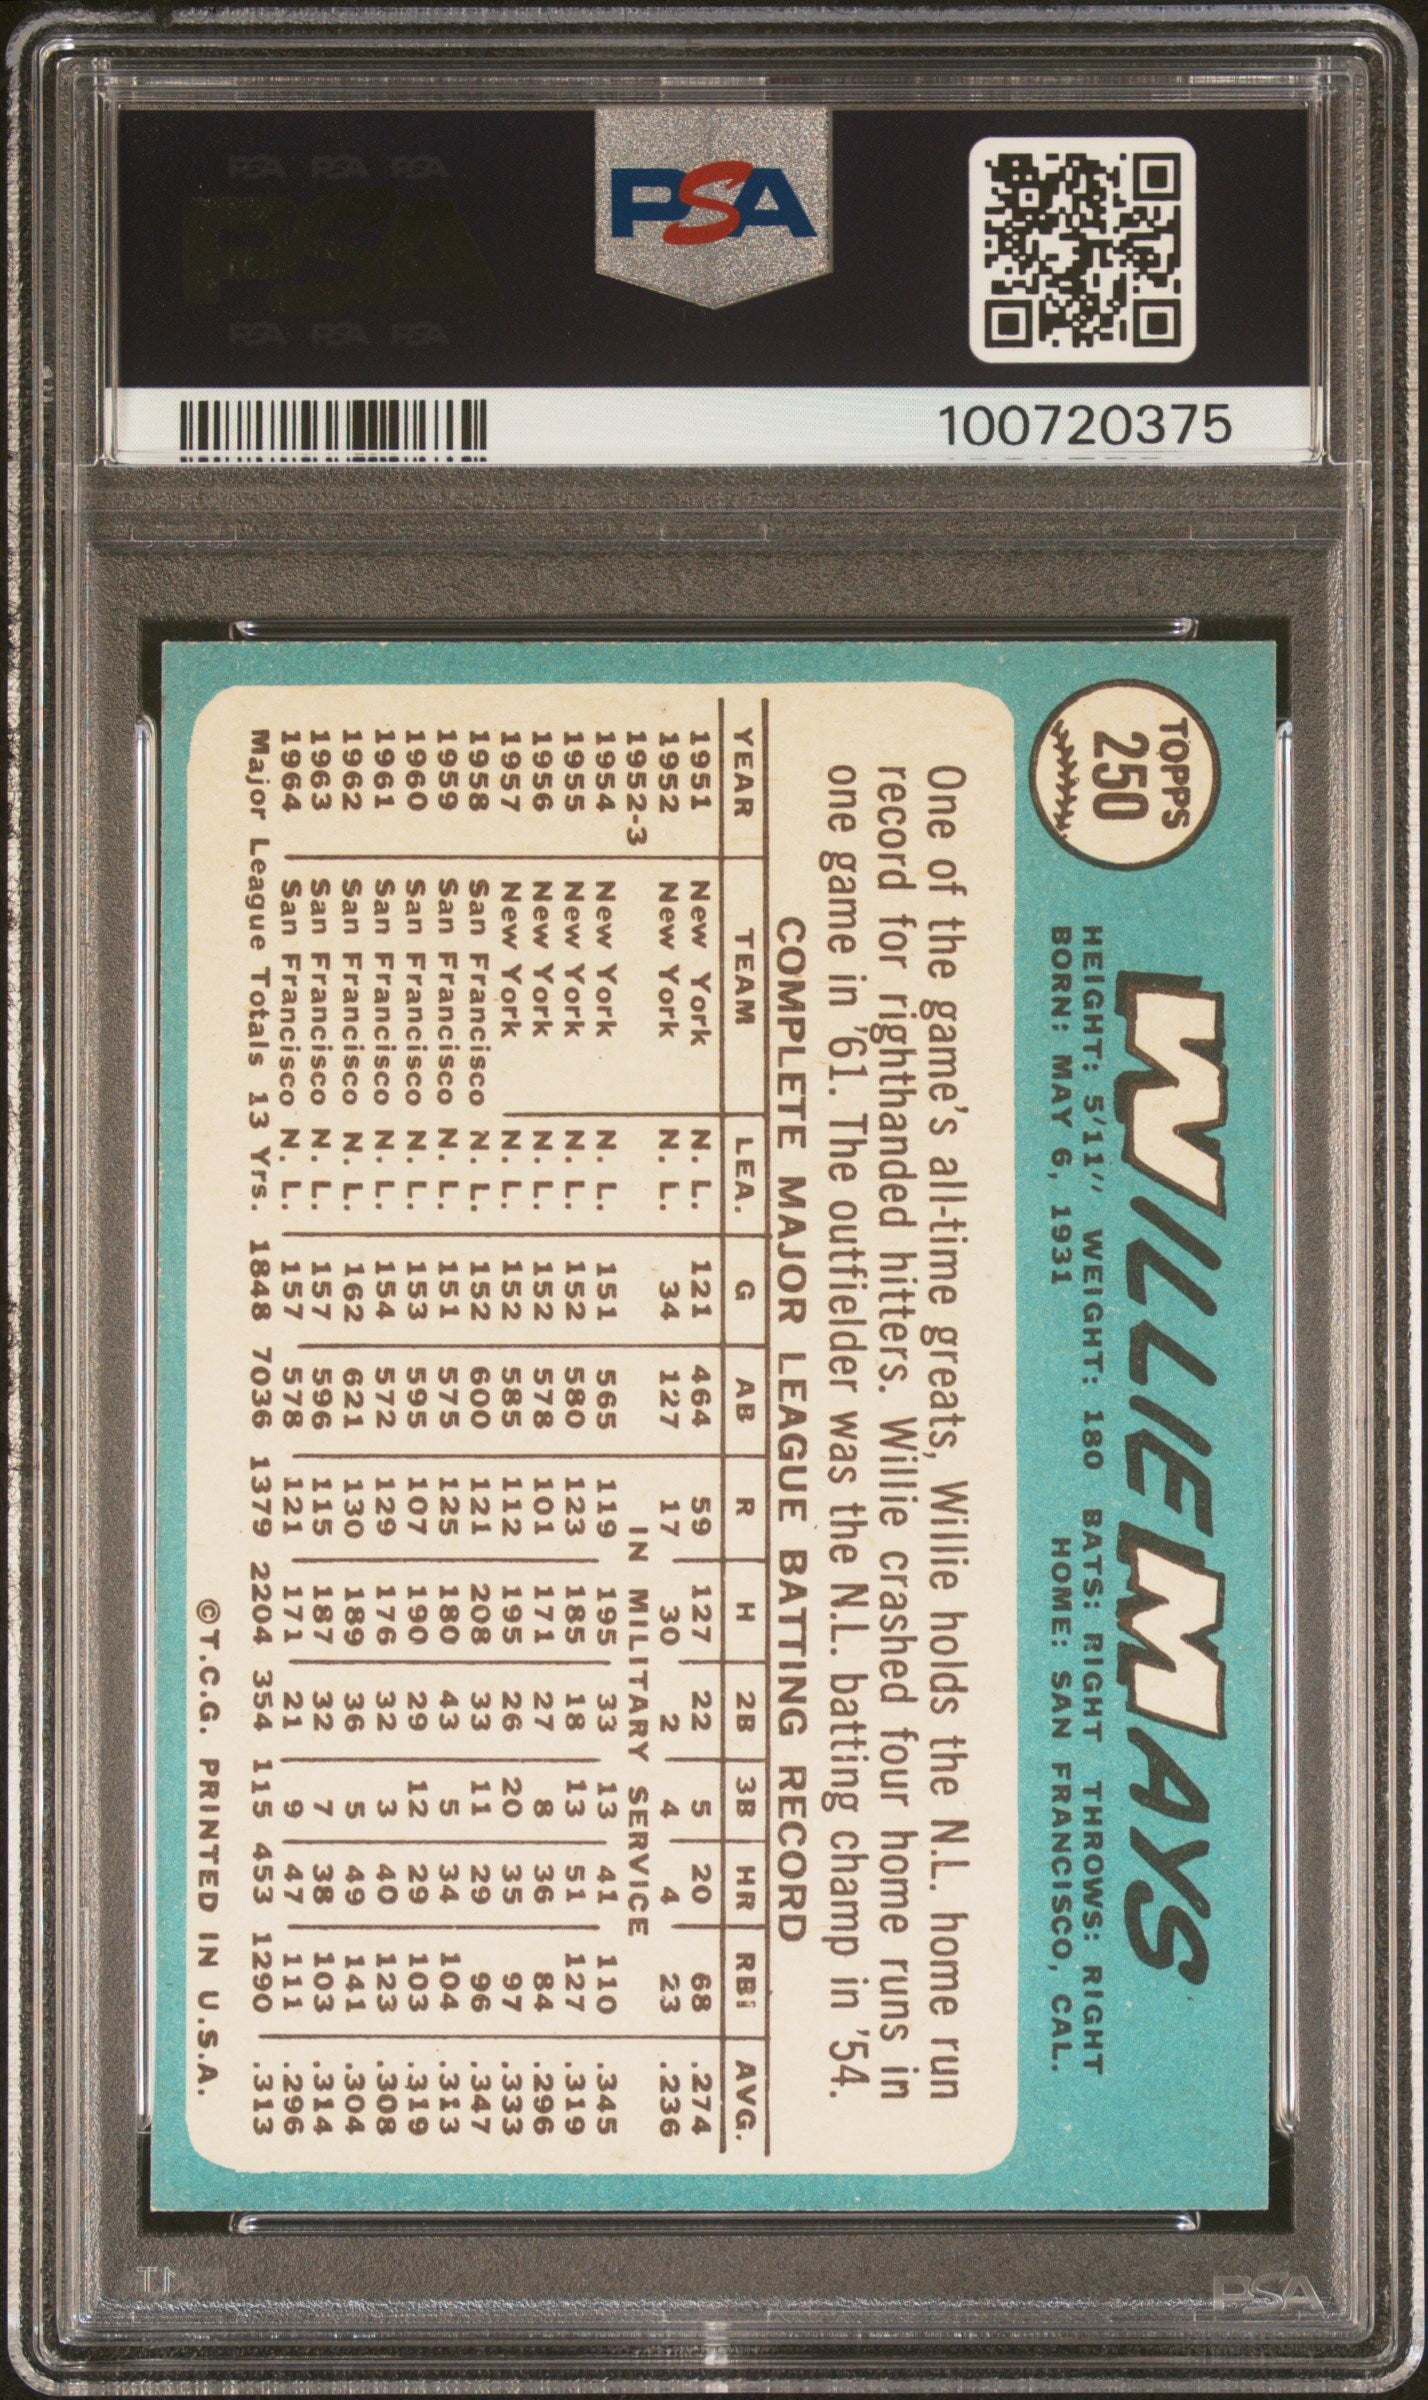 PSA PSA PSA
PSA
PSA PSA PSA
PSA
100720375
TOPPS
250
WILLIE MAYS
HEIGHT: 5'11" WEIGHT: 180 BATS: RIGHT THROWS: RIGHT
BORN: MAY 6, 1931 HOME: SAN FRANCISCO, CAL.
One of the game's all-time greats, Willie holds the N.L. home run
record for righthanded hitters. Willie crashed four home runs in
one game in '61. The outfielder was the N.L. batting champ in '54.
COMPLETE MAJOR LEAGUE BATTING RECORD
YEAR TEAM LEA. G AB R H 2B 3B HR RBI AVG.
1951 New York N. L. 121 464 59 127 22 5 20 68 .274
1952 New York N. L. 34 127 17 30 2 4 4 23 .236
1952-3 IN MILITARY SERVICE
1954 New York N. L. 151 565 119 195 33 13 41 110 .345
1955 New York N. L. 152 580 123 185 18 13 51 127 .319
1956 New York N. L. 152 578 101 171 27 8 36 84 .296
1957 New York N. L. 152 585 112 195 26 20 35 97 .333
1958 San Francisco N. L. 152 600 121 208 33 11 29 96 .347
1959 San Francisco N. L. 151 575 125 180 43 5 34 104 .313
1960 San Francisco N. L. 153 595 107 190 29 12 29 103 .319
1961 San Francisco N. L. 154 572 129 176 32 3 40 123 .308
1962 San Francisco N. L. 162 621 130 189 36 5 49 141 .304
1963 San Francisco N. L. 157 596 115 187 32 7 38 103 .314
1964 San Francisco N. L. 157 578 121 171 21 9 47 111 .296
Major League Totals 13 Yrs. 1848 7036 1379 2204 354 115 453 1290 .313
©T.C.G. PRINTED IN U.S.A.
PSA